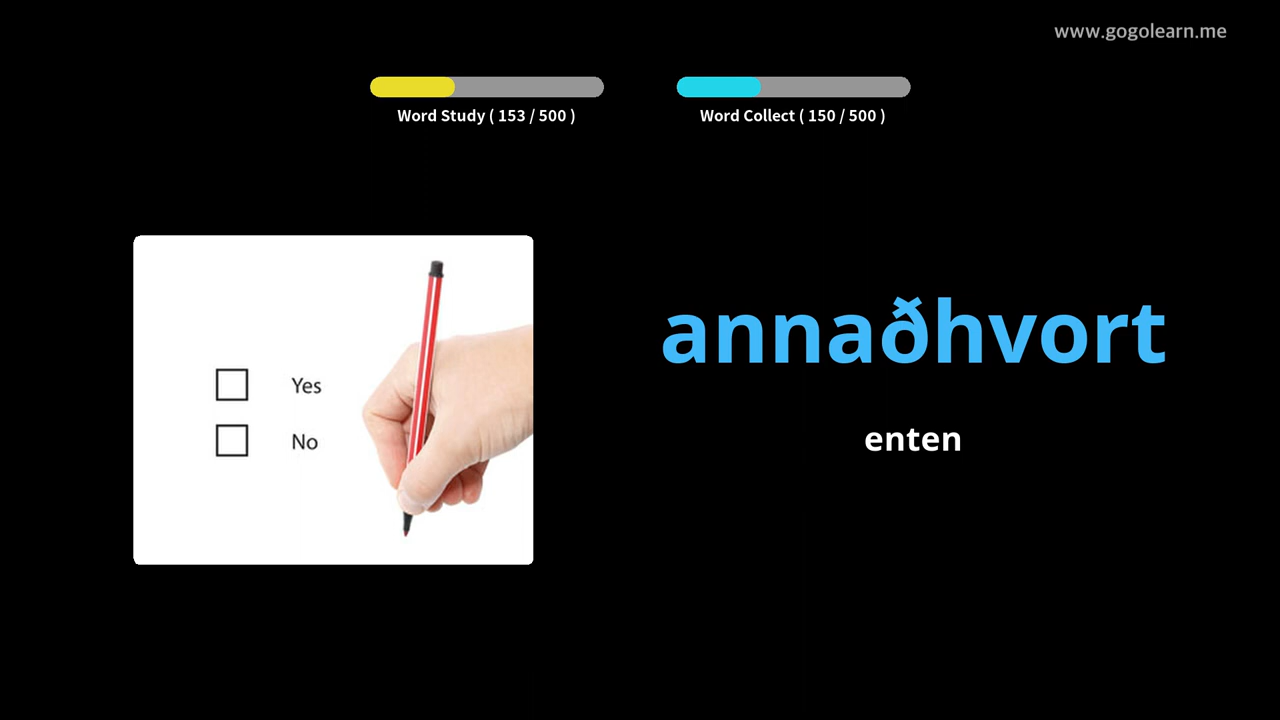 www.gogolearn.me
Word Study ( 153 / 500 )
Word Collect ( 150 / 500 )
Yes
No
annaðhvort
enten